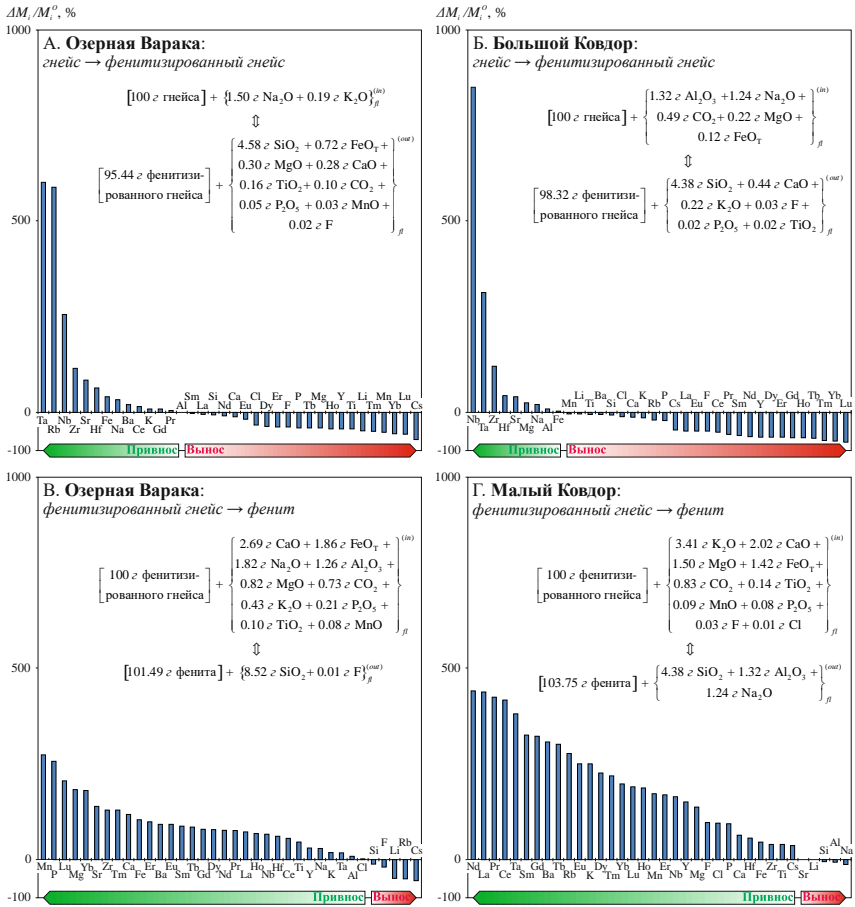 ΔMᵢ/Mᵢᴼ, %
1000
500
0
-100
А. Озерная Варака:
гнейс → фенитизированный гнейс
[100 г гнейса] + {1.50 г Na₂O + 0.19 г K₂O}fl (in)
⇕
[95.44 г фенитизи-
рованного гнейса] +
{4.58 г SiO₂ + 0.72 г FeOT +
0.30 г MgO + 0.28 г CaO +
0.16 г TiO₂ + 0.10 г CO₂ +
0.05 г P₂O₅ + 0.03 г MnO +
0.02 г F}fl (out)
Sm Si Ca Cl Dy F Tb Ho Ti Tm Yb Cs
Al La Nd Eu Er P Mg Y Li Mn Lu
Ta Nb Sr Fe Ba K Pr
Rb Zr Hf Na Ce Gd
Привнос Вынос
ΔMᵢ/Mᵢᴼ, %
1000
500
0
-100
Б. Большой Ковдор:
гнейс → фенитизированный гнейс
[100 г гнейса] +
{1.32 г Al₂O₃ + 1.24 г Na₂O +
0.49 г CO₂ + 0.22 г MgO +
0.12 г FeOT}fl (in)
⇕
[98.32 г фенитизи-
рованного гнейса] +
{4.38 г SiO₂ + 0.44 г CaO +
0.22 г K₂O + 0.03 г F +
0.02 г P₂O₅ + 0.02 г TiO₂}fl (out)
Li Ba Cl K P La F Pr Nd Dy Gd Tb Yb
Mn Ti Si Ca Rb Cs Eu Ce Sm Y Er Ho Tm Lu
Nb Zr Sr Na Fe
Ta Hf Mg Al
Привнос Вынос
1000
500
0
-100
В. Озерная Варака:
фенитизированный гнейс → фенит
[100 г фенитизи-
рованного гнейса] +
{2.69 г CaO + 1.86 г FeOT +
1.82 г Na₂O + 1.26 г Al₂O₃ +
0.82 г MgO + 0.73 г CO₂ +
0.43 г K₂O + 0.21 г P₂O₅ +
0.10 г TiO₂ + 0.08 г MnO}fl (in)
⇕
[101.49 г фенита] + {8.52 г SiO₂ + 0.01 г F}fl (out)
F Rb
Si Li Cs
Mn Lu Yb Zr Ca Er Ba Tb Dy Pr Ho Ce Ti Na Ta Cl
P Mg Sr Tm Fe Eu Sm Gd Nd La Nb Hf Y K Al
Привнос Вынос
1000
500
0
-100
Г. Малый Ковдор:
фенитизированный гнейс → фенит
[100 г фенитизи-
рованного гнейса] +
{3.41 г K₂O + 2.02 г CaO +
1.50 г MgO + 1.42 г FeOT +
0.83 г CO₂ + 0.14 г TiO₂ +
0.09 г MnO + 0.08 г P₂O₅ +
0.03 г F + 0.01 г Cl}fl (in)
⇕
[103.75 г фенита] +
{4.38 г SiO₂ + 1.32 г Al₂O₃ +
1.24 г Na₂O}fl (out)
Li Al
Sr Si Na
Nd Pr Ta Gd Tb Eu Dy Yb Ho Er Y F P Hf Zr Cs
La Ce Sm Ba Rb K Tm Lu Mn Nb Mg Cl Ca Fe Ti
Привнос Вынос